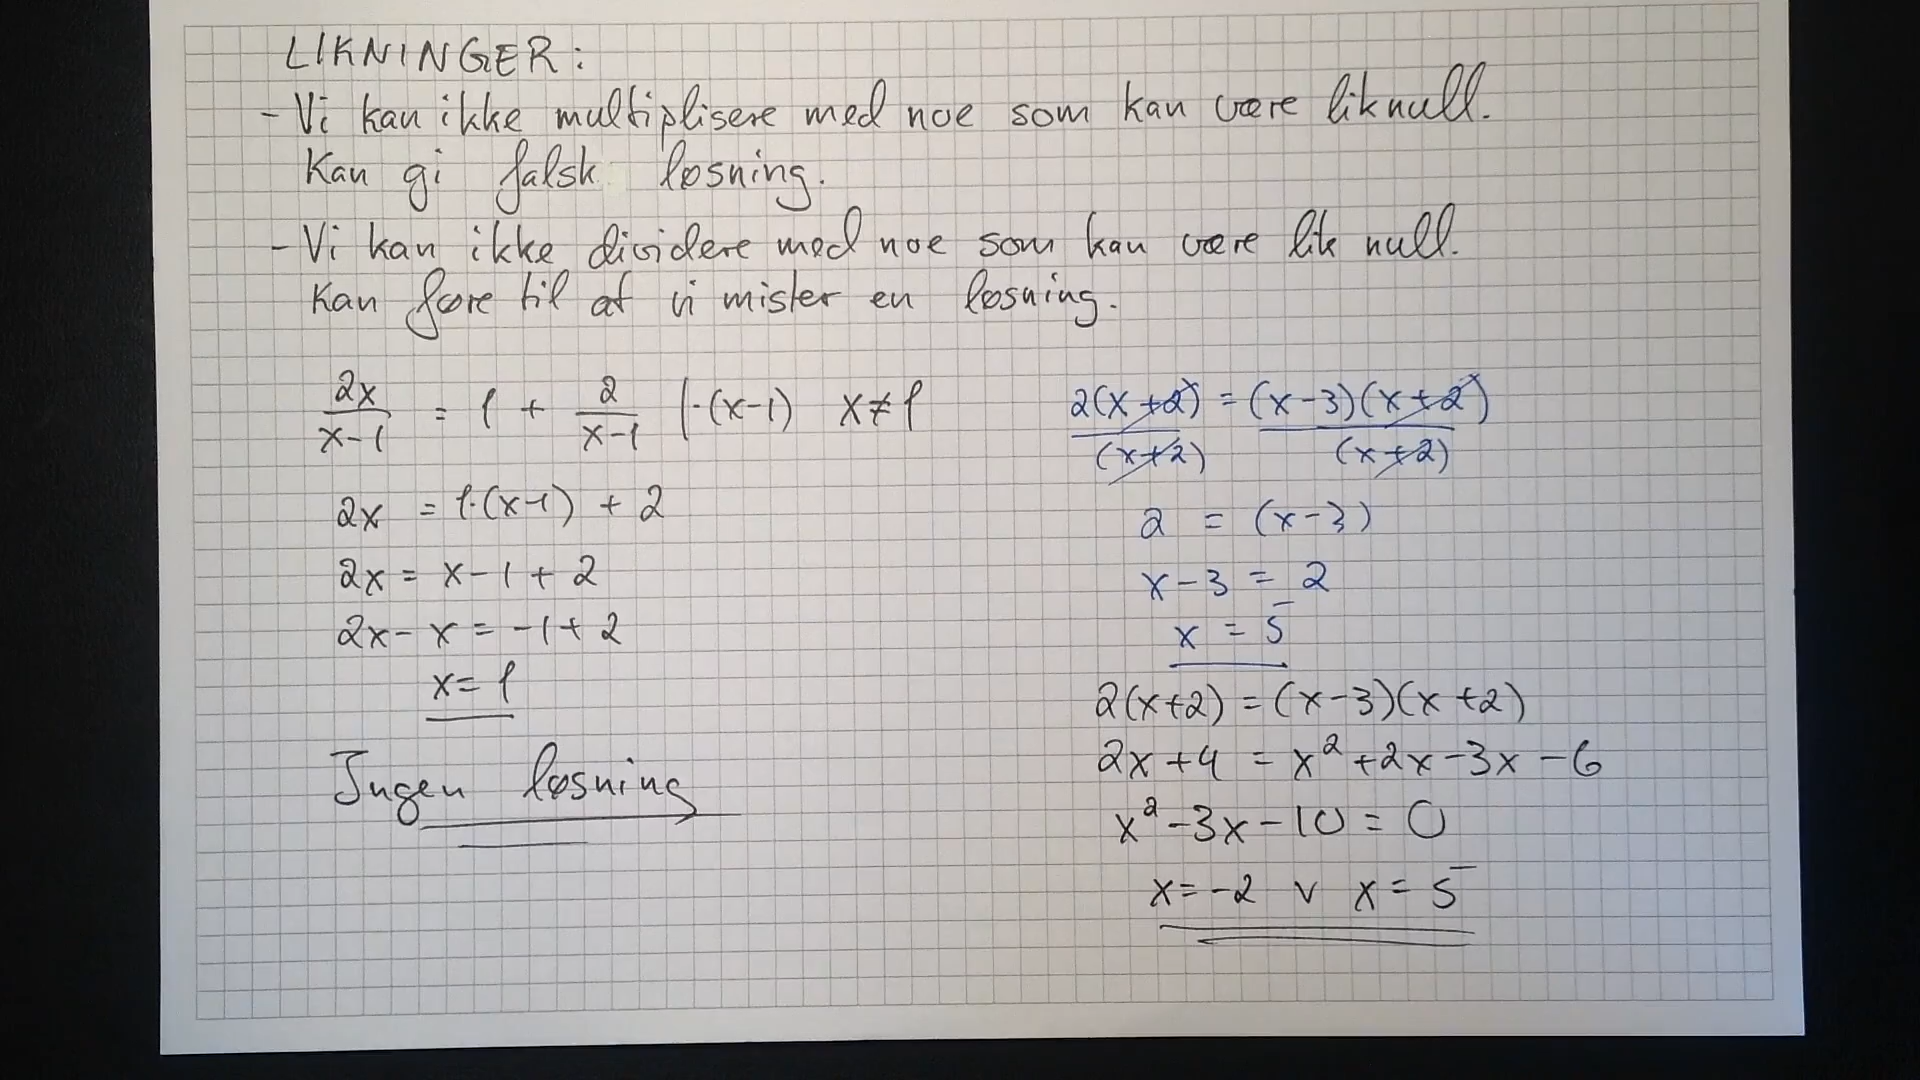 LIKNINGER:
- Vi kan ikke multiplisere med noe som kan være lik null.
Kan gi falsk løsning.
- Vi kan ikke dividere med noe som kan være lik null.
Kan føre til at vi mister en løsning.
2x/(x-1) = 1 + 2/(x-1) |·(x-1) x≠1
2x = 1·(x-1) + 2
2x = x-1+2
2x-x = -1+2
x=1
Ingen løsning
2(x+2)/(x+2) = (x-3)(x+2)/(x+2)
2 = (x-3)
x-3 = 2
x = 5
2(x+2) = (x-3)(x+2)
2x+4 = x²+2x-3x-6
x²-3x-10 = 0
x=-2 v x=5